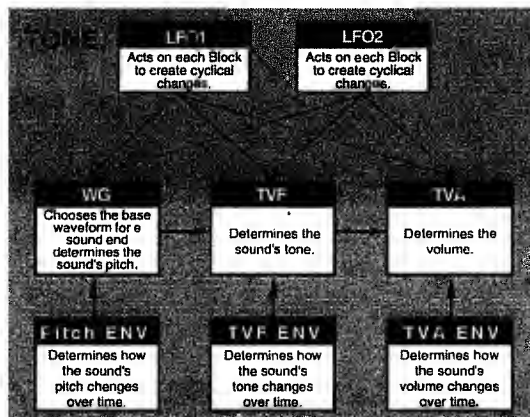 TONE
LFO1
Acts on each Block
to create cyclical
changes.
LFO2
Acts on each Block
to create cyclical
changes.
WG
Chooses the base
waveform for e
sound end
determines the
sound's pitch.
TVF
Determines the
sound's tone.
TVA
Determines the
volume.
Pitch ENV
Determines how
the sound's
pitch changes
over time.
TVF ENV
Determines how
the sound's
tone changes
over time.
TVA ENV
Determines how
the sound's
volume changes
over time.